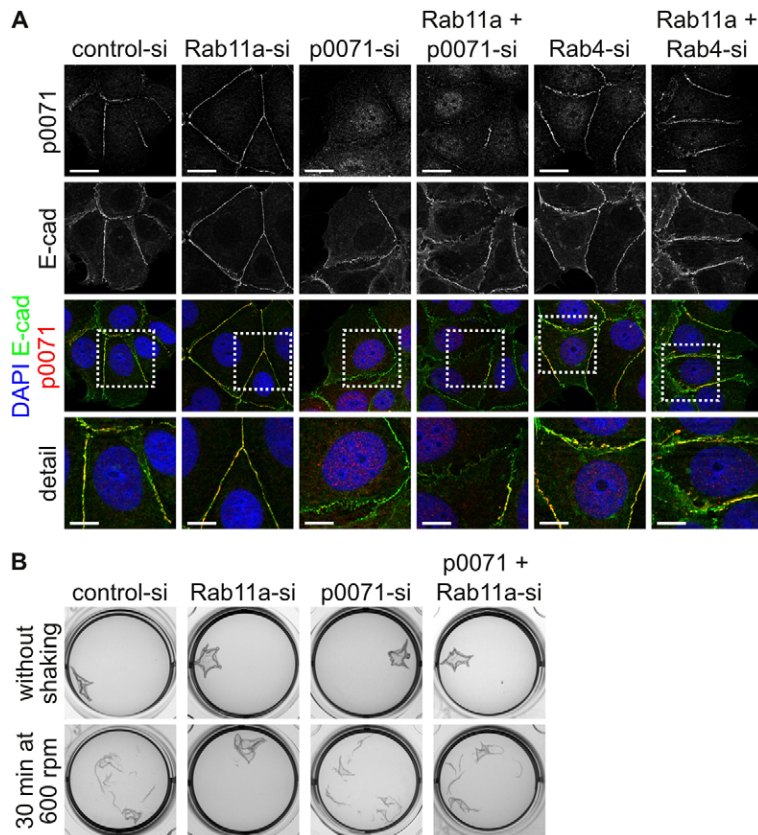 A
control-si Rab11a-si p0071-si Rab11a + p0071-si Rab4-si Rab11a + Rab4-si
p0071
E-cad
DAPI E-cad
p0071
detail
B
control-si Rab11a-si p0071-si p0071 + Rab11a-si
without
shaking
30 min at
600 rpm